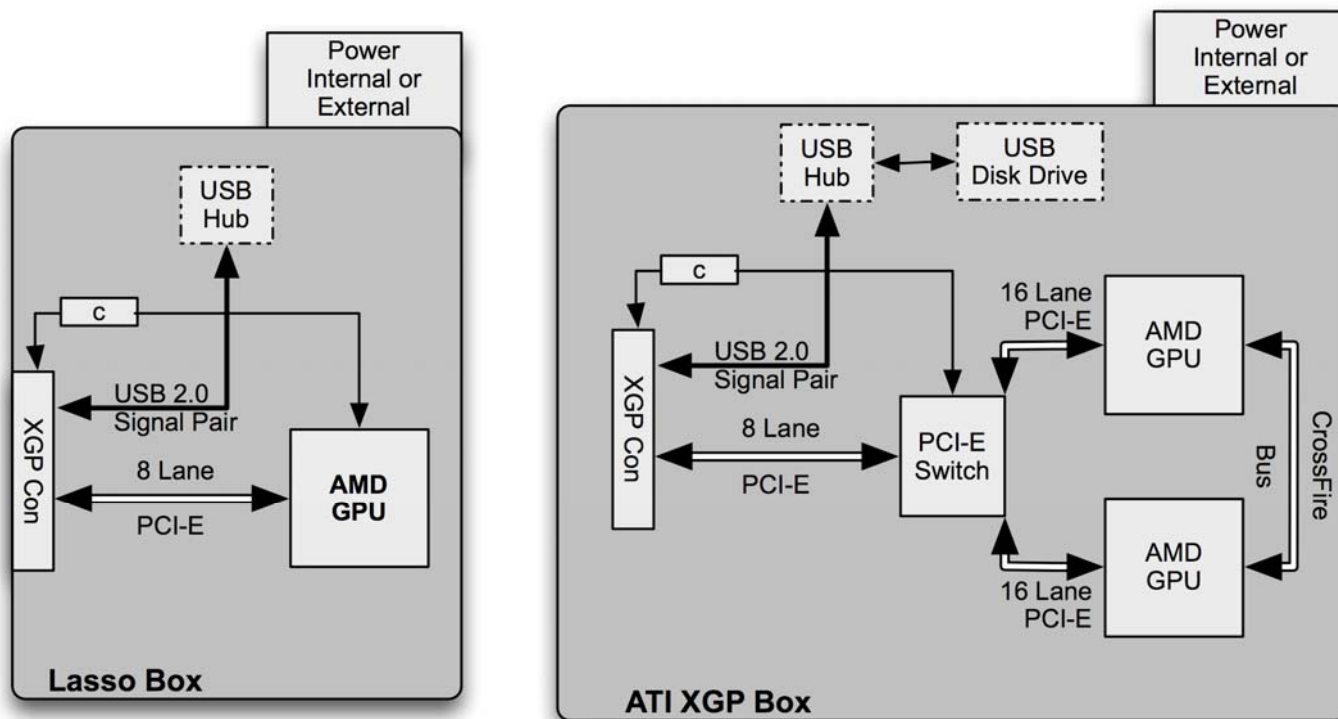 Power
Internal or
External
USB
Hub
c
XGP Con
USB 2.0
Signal Pair
8 Lane
PCI-E
AMD
GPU
Lasso Box
Power
Internal or
External
USB
Hub
USB
Disk Drive
c
XGP Con
USB 2.0
Signal Pair
8 Lane
PCI-E
PCI-E
Switch
16 Lane
PCI-E
AMD
GPU
CrossFire
Bus
16 Lane
PCI-E
AMD
GPU
ATI XGP Box